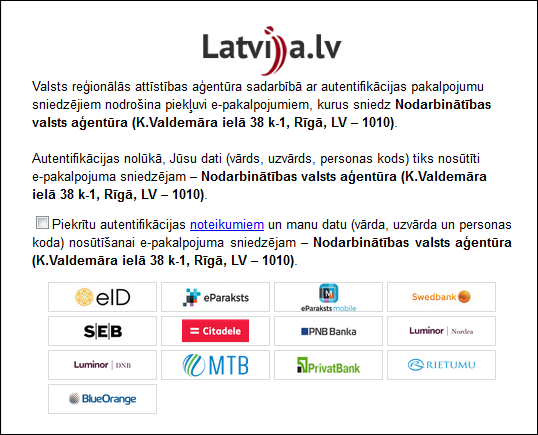 Latvija.lv
Valsts reģionālās attīstības aģentūra sadarbībā ar autentifikācijas pakalpojumu
sniedzējiem nodrošina piekļuvi e-pakalpojumiem, kurus sniedz Nodarbinātības
valsts aģentūra (K.Valdemāra ielā 38 k-1, Rīgā, LV – 1010).
Autentifikācijas nolūkā, Jūsu dati (vārds, uzvārds, personas kods) tiks nosūtīti
e-pakalpojuma sniedzējam – Nodarbinātības valsts aģentūra (K.Valdemāra
ielā 38 k-1, Rīgā, LV – 1010).
Piekrītu autentifikācijas noteikumiem un manu datu (vārda, uzvārda un personas
koda) nosūtīšanai e-pakalpojuma sniedzējam – Nodarbinātības valsts aģentūra
(K.Valdemāra ielā 38 k-1, Rīgā, LV – 1010).
eID eParaksts eParaksts mobile Swedbank
S|E|B Citadele PNB Banka Luminor | Nordea
Luminor | DNB MTB PrivatBank RIETUMU
BlueOrange